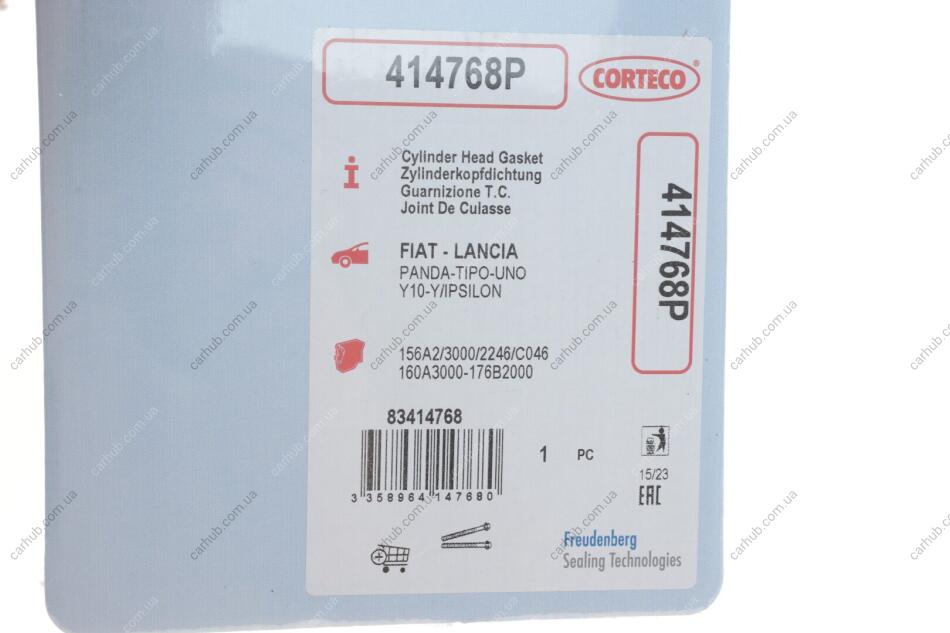 414768P
CORTECO®
Cylinder Head Gasket
Zylinderkopfdichtung
Guarnizione T.C.
Joint De Culasse
414768P
FIAT - LANCIA
PANDA-TIPO-UNO
Y10-Y/IPSILON
156A2/3000/2246/C046
160A3000-176B2000
83414768
3 358964 147680
1 PC
15/23
EAC
Freudenberg
Sealing Technologies
carhub.com.ua